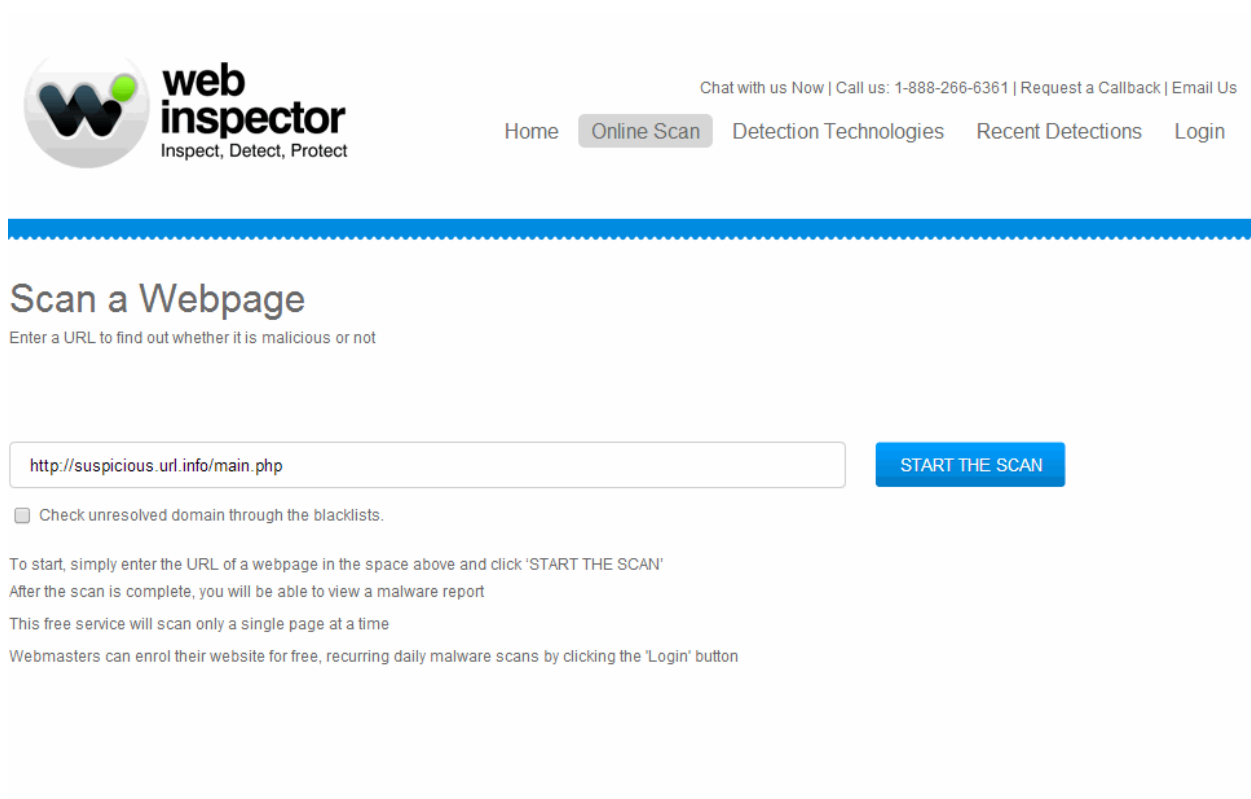 web
inspector
Inspect, Detect, Protect
Chat with us Now | Call us: 1-888-266-6361 | Request a Callback | Email Us
Home Online Scan Detection Technologies Recent Detections Login
Scan a Webpage
Enter a URL to find out whether it is malicious or not
http://suspicious.url.info/main.php
START THE SCAN
Check unresolved domain through the blacklists.
To start, simply enter the URL of a webpage in the space above and click ‘START THE SCAN’
After the scan is complete, you will be able to view a malware report
This free service will scan only a single page at a time
Webmasters can enrol their website for free, recurring daily malware scans by clicking the 'Login' button